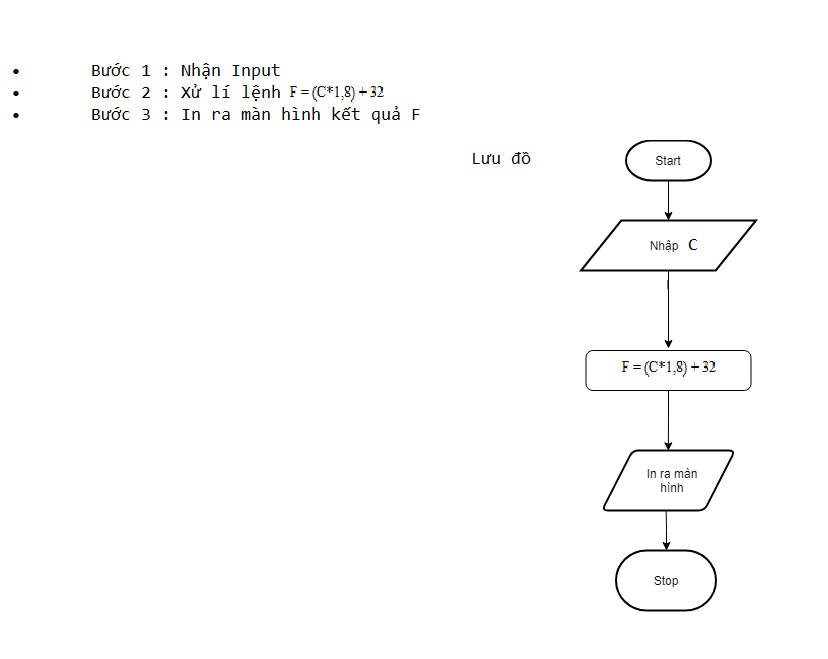 • Bước 1 : Nhận Input
• Bước 2 : Xử lí lệnh F = (C*1,8) + 32
• Bước 3 : In ra màn hình kết quả F
Lưu đồ
Start
Nhập C
F = (C*1,8) + 32
In ra màn
hình
Stop